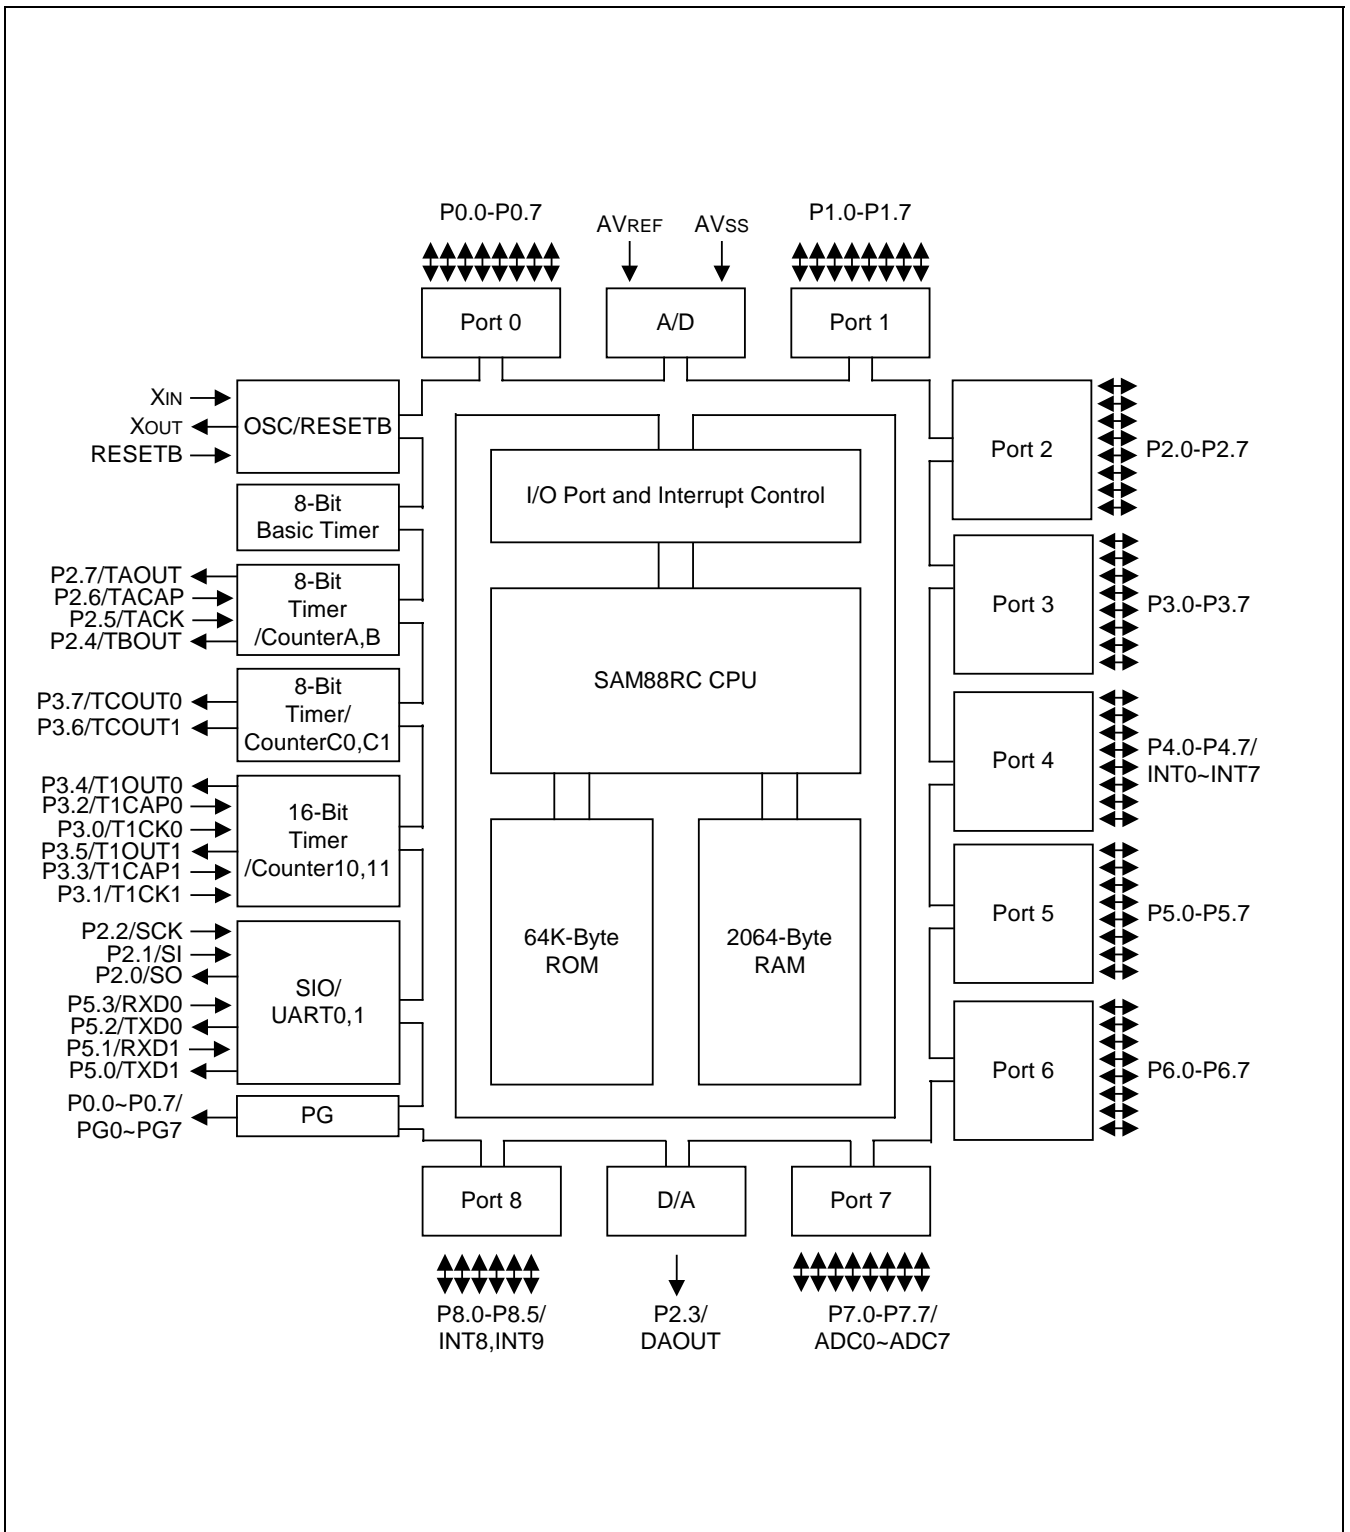 P0.0-P0.7
AVREF
AVSS
P1.0-P1.7
Port 0
A/D
Port 1
XIN
XOUT
RESETB
OSC/RESETB
Port 2
P2.0-P2.7
I/O Port and Interrupt Control
8-Bit
Basic Timer
P2.7/TAOUT
P2.6/TACAP
P2.5/TACK
P2.4/TBOUT
8-Bit
Timer
/CounterA,B
Port 3
P3.0-P3.7
SAM88RC CPU
P3.7/TCOUT0
P3.6/TCOUT1
8-Bit
Timer/
CounterC0,C1
Port 4
P4.0-P4.7/
INT0~INT7
P3.4/T1OUT0
P3.2/T1CAP0
P3.0/T1CK0
P3.5/T1OUT1
P3.3/T1CAP1
P3.1/T1CK1
16-Bit
Timer
/Counter10,11
64K-Byte
ROM
2064-Byte
RAM
Port 5
P5.0-P5.7
P2.2/SCK
P2.1/SI
P2.0/SO
P5.3/RXD0
P5.2/TXD0
P5.1/RXD1
P5.0/TXD1
SIO/
UART0,1
Port 6
P6.0-P6.7
P0.0~P0.7/
PG0~PG7
PG
Port 8
D/A
Port 7
P8.0-P8.5/
INT8,INT9
P2.3/
DAOUT
P7.0-P7.7/
ADC0~ADC7